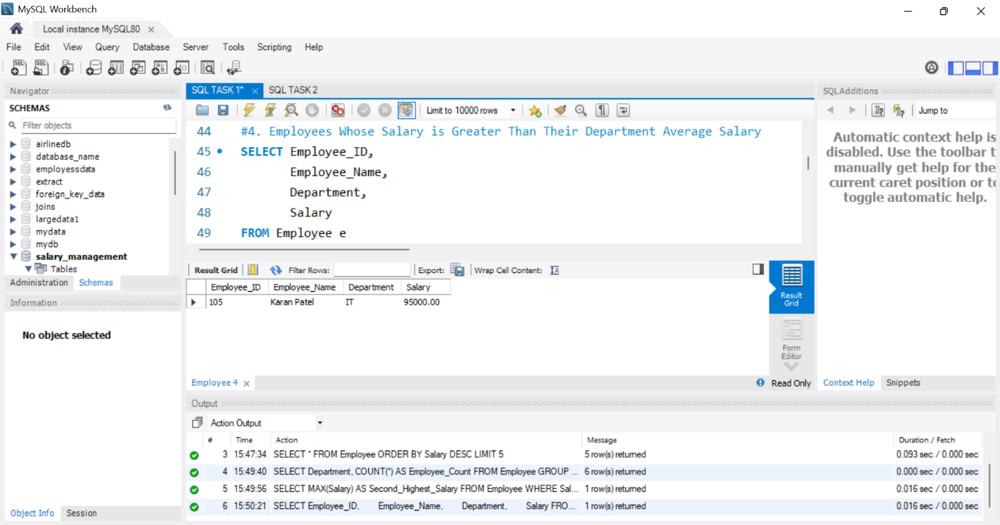 MySQL Workbench
Local instance MySQL80
File Edit View Query Database Server Tools Scripting Help
Navigator
SCHEMAS
Filter objects
airlinedb
database_name
employessdata
extract
foreign_key_data
joins
largedata1
mydata
mydb
salary_management
Tables
Administration Schemas
Information
No object selected
Object Info Session
SQL TASK 1* SQL TASK 2
Limit to 10000 rows
44 #4. Employees Whose Salary is Greater Than Their Department Average Salary
45 SELECT Employee_ID,
46 Employee_Name,
47 Department,
48 Salary
49 FROM Employee e
Result Grid Filter Rows: Export: Wrap Cell Content:
Employee_ID Employee_Name Department Salary
105 Karan Patel IT 95000.00
Result
Grid
Form
Editor
Employee 4 Read Only
SQLAdditions
Jump to
Automatic context help is
disabled. Use the toolbar t
manually get help for the
current caret position or to
toggle automatic help.
Context Help Snippets
Output
Action Output
# Time Action Message Duration / Fetch
3 15:47:34 SELECT * FROM Employee ORDER BY Salary DESC LIMIT 5 5 row(s) returned 0.093 sec / 0.000 sec
4 15:49:40 SELECT Department, COUNT(*) AS Employee_Count FROM Employee GROUP ... 6 row(s) returned 0.000 sec / 0.000 sec
5 15:49:56 SELECT MAX(Salary) AS Second_Highest_Salary FROM Employee WHERE Sal... 1 row(s) returned 0.016 sec / 0.000 sec
6 15:50:21 SELECT Employee_ID, Employee_Name, Department, Salary FRO... 1 row(s) returned 0.016 sec / 0.000 sec